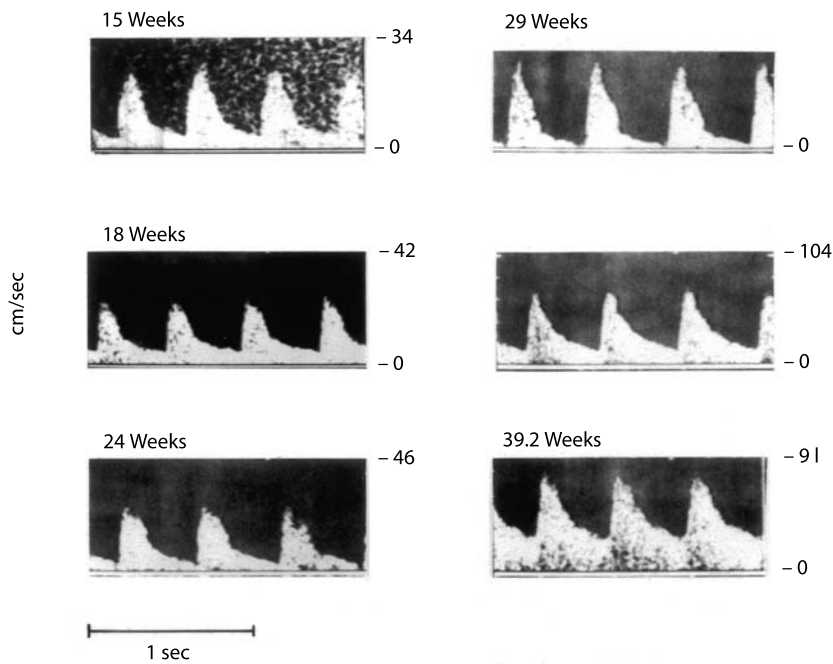 15 Weeks
– 34
– 0
29 Weeks
– 0
18 Weeks
– 42
– 0
– 104
– 0
cm/sec
24 Weeks
– 46
39.2 Weeks
– 91
– 0
1 sec